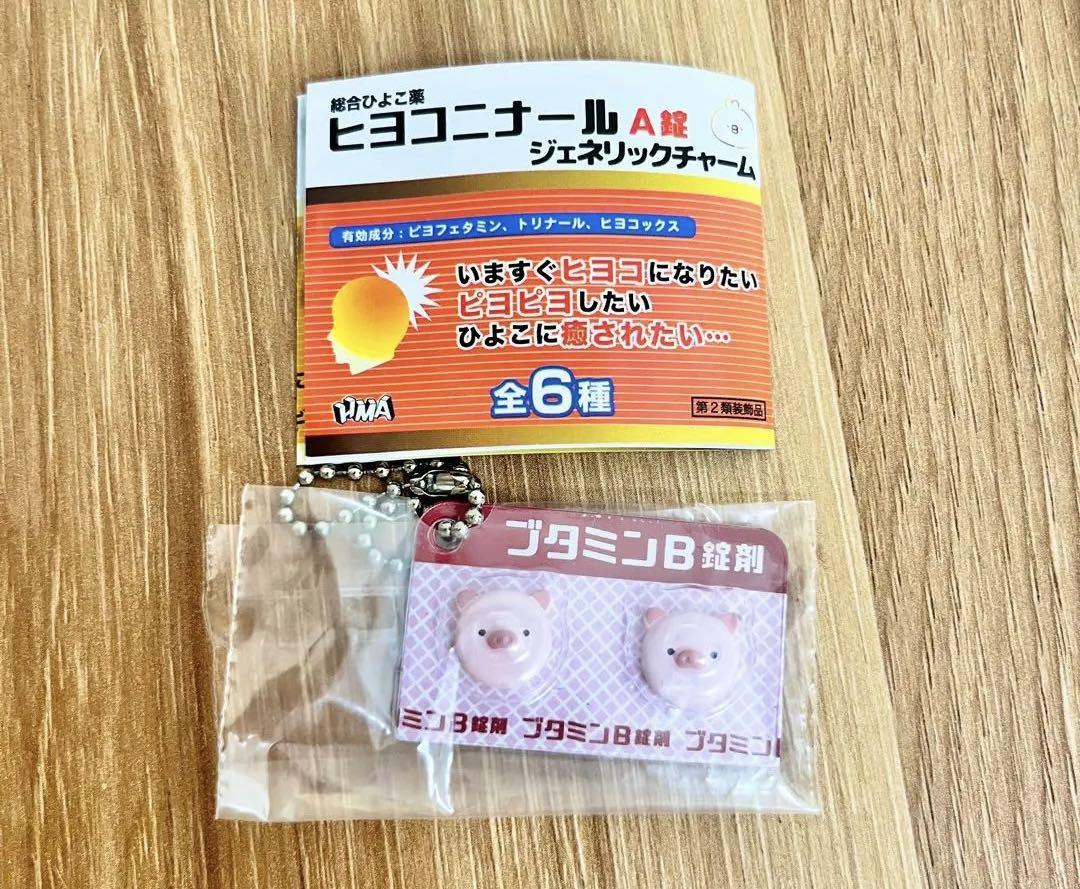 総合ひよこ薬
ヒヨコニナール A錠
ジェネリックチャーム
有効成分：ピヨフェタミン、トリナール、ヒヨコックス
いますぐヒヨコになりたい
ピヨピヨしたい
ひよこに癒されたい…
全6種
PMA
第2類装飾品
ブタミンB錠剤
ミンB錠剤 ブタミンB錠剤 ブタミン